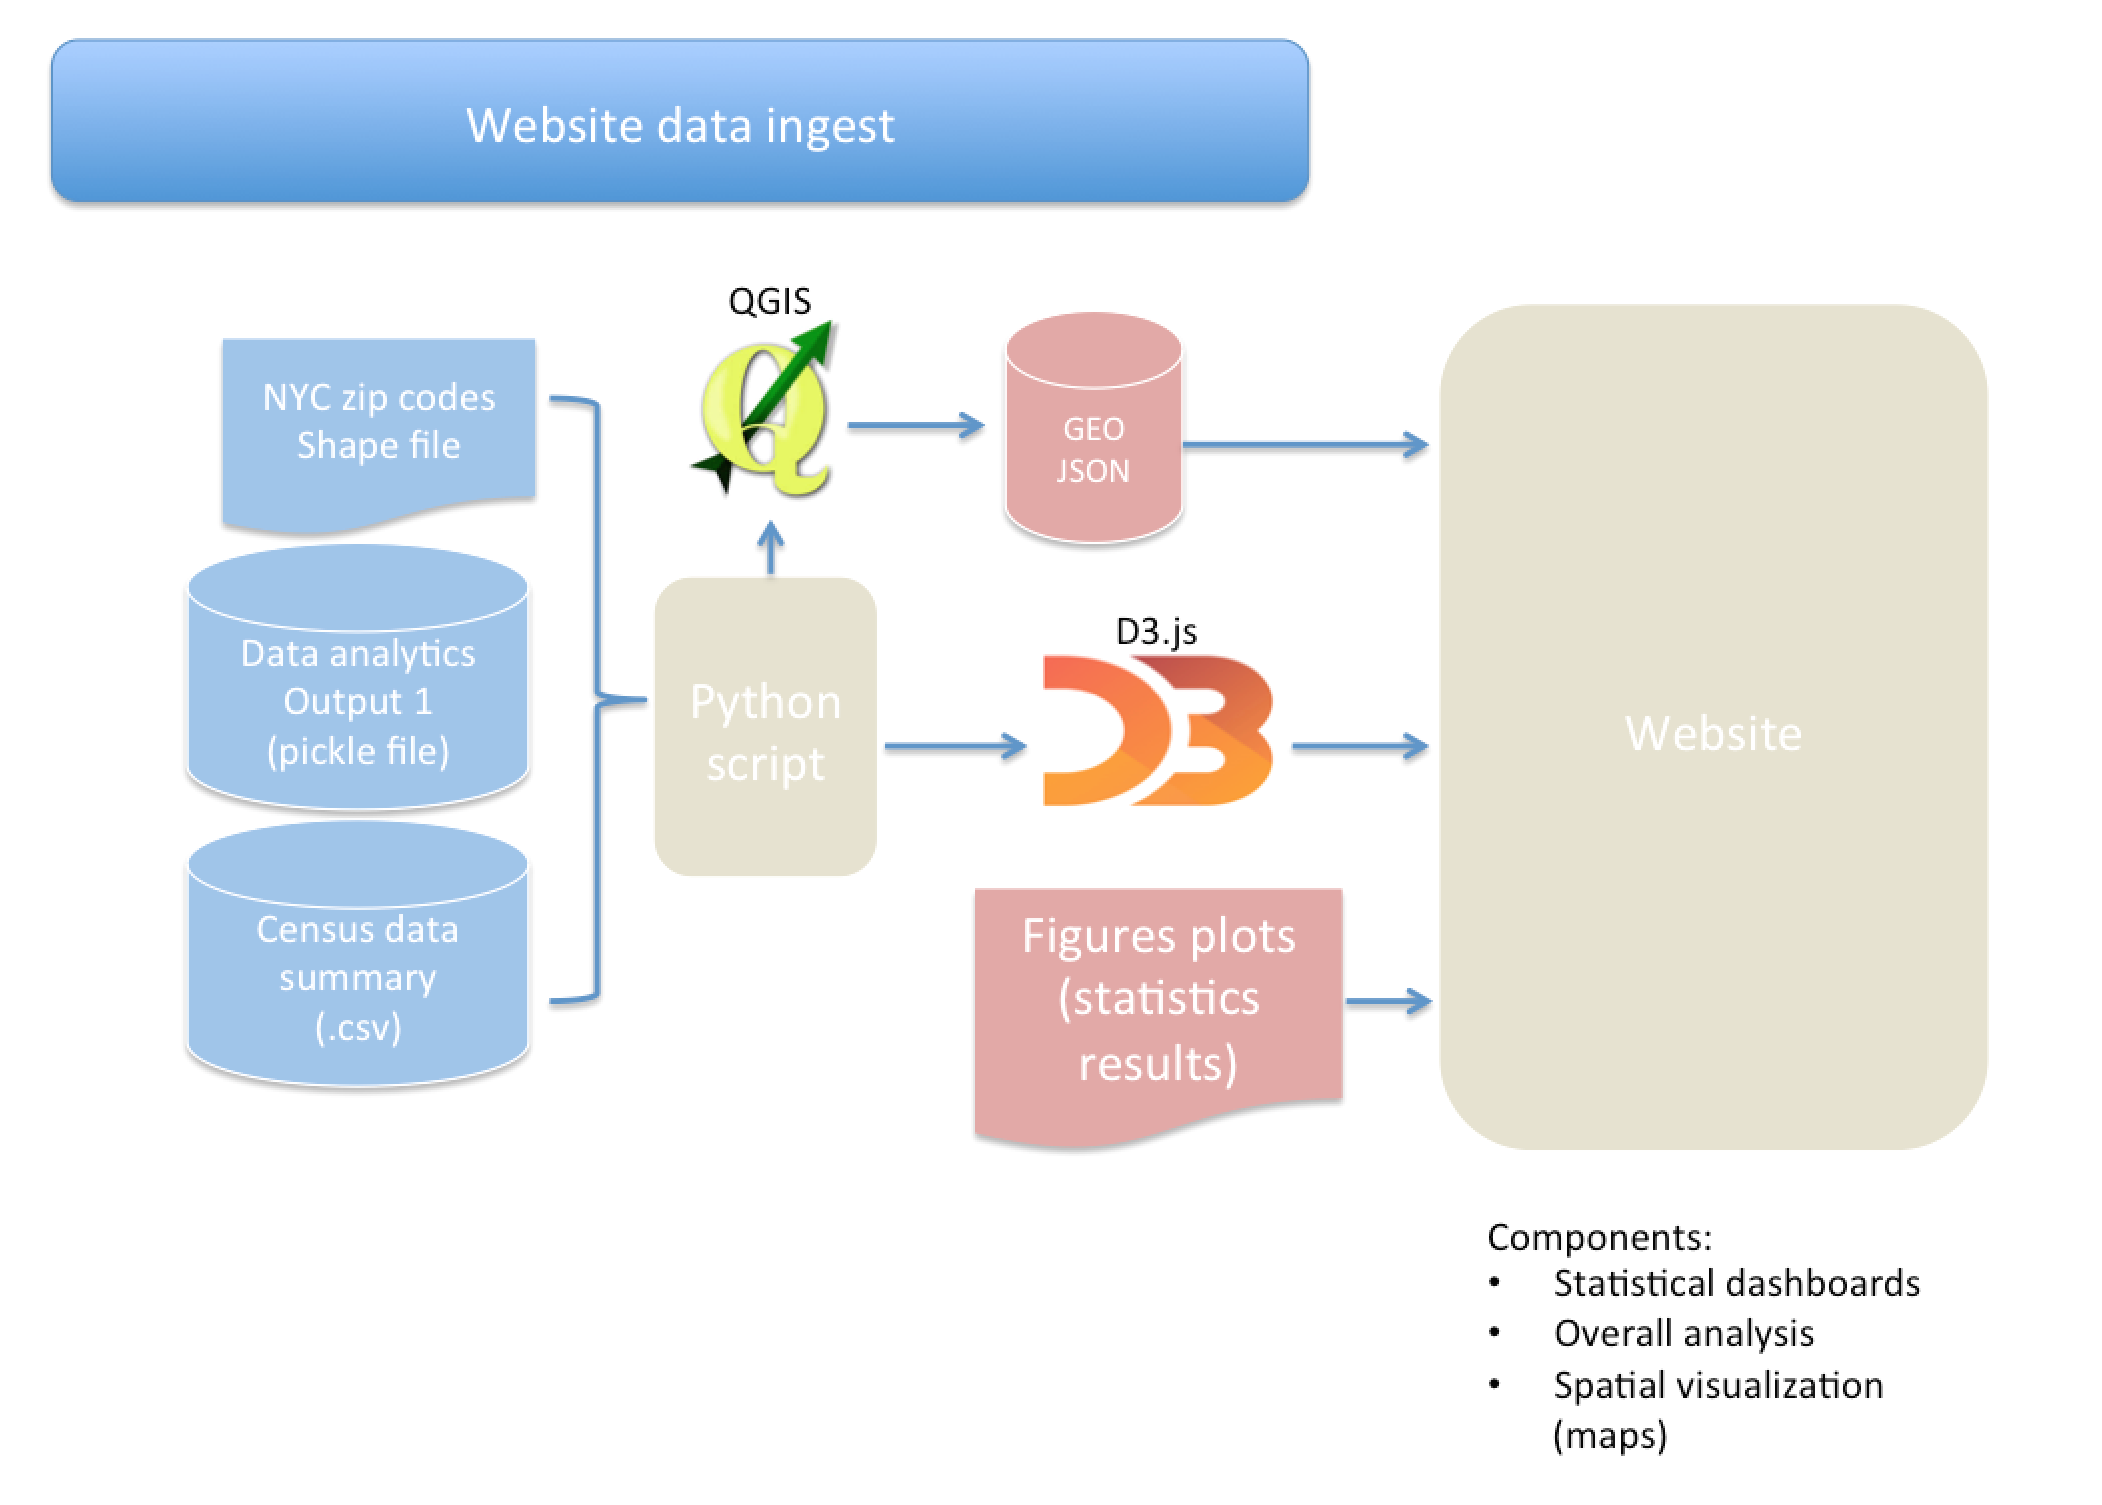 Website data ingest
QGIS
NYC zip codes
Shape file
GEO
JSON
D3.js
Data analytics
Output 1
(pickle file)
Python
script
Website
Census data
summary
(.csv)
Figures plots
(statistics
results)
Components:
• Statistical dashboards
• Overall analysis
• Spatial visualization
(maps)